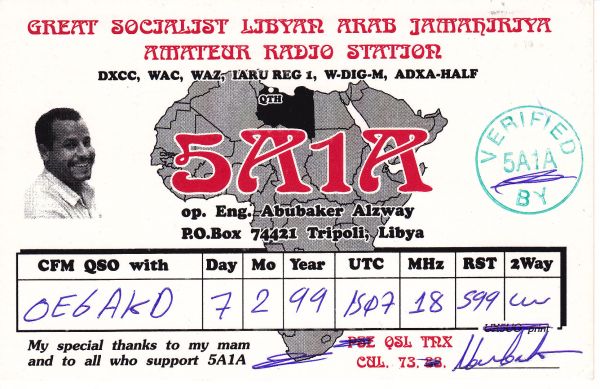 GREAT SOCIALIST LIBYAN ARAB JAMAHIRIYA
AMATEUR RADIO STATION
DXCC, WAC, WAZ, IARU REG 1, W-DIG-M, ADXA-HALF
QTH
5A1A
VERIFIED
5A1A
BY
op. Eng. Abubaker Alzway
P.O.Box 74421 Tripoli, Libya
CFM QSO with Day Mo Year UTC MHz RST 2Way
OE6AKD 7 2 99 1507 18 599 CW
print
My special thanks to my mam
and to all who support 5A1A
PSE QSL TNX
CUL. 73. 88.